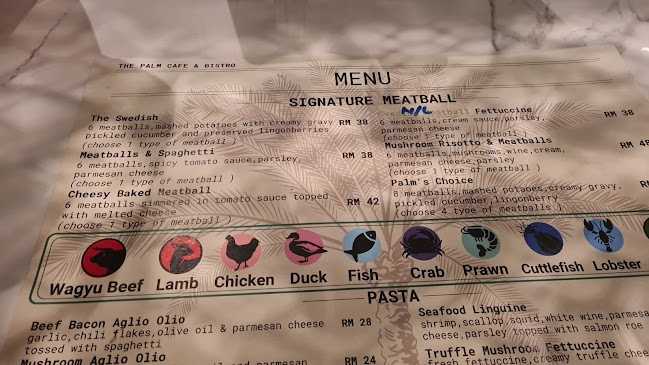 THE PALM CAFE & BISTRO
MENU
SIGNATURE MEATBALL
The Swedish
6 meatballs,mashed potatoes with creamy gravy RM 38
pickled cucumber and preserved lingonberries
(choose 1 type of meatball )
Meatballs & Spaghetti
6 meatballs,spicy tomato sauce,parsley, RM 38
parmesan cheese
(choose 1 type of meatball )
Cheesy Baked Meatball
6 meatballs simmered in tomato sauce topped RM 42
with melted cheese
(choose 1 type of meatball )
Meatball Fettuccine
6 meatballs,cream sauce,parsley, RM 38
parmesan cheese
(choose 1 type of meatball )
Mushroom Risotto & Meatballs
6 meatballs,mushrooms,wine,cream, RM
parmesan cheese,parsley
(choose 1 type of meatball )
Palm's Choice
8 meatballs,mashed potatoes,creamy gravy,
pickled cucumber,lingonberry
(choose 4 type of meatballs )
Wagyu Beef Lamb Chicken Duck Fish Crab Prawn Cuttlefish Lobster
PASTA
Beef Bacon Aglio Olio
garlic,chili flakes,olive oil & parmesan cheese RM 28
tossed with spaghetti
Mushroom Aglio Olio
parmesan cheese RM 24
Seafood Linguine
shrimp,scallop,squid,white wine,parmesan
cheese,parsley topped with salmon roe
Truffle Mushroom Fettuccine
fresh fettuccine,creamy truffle